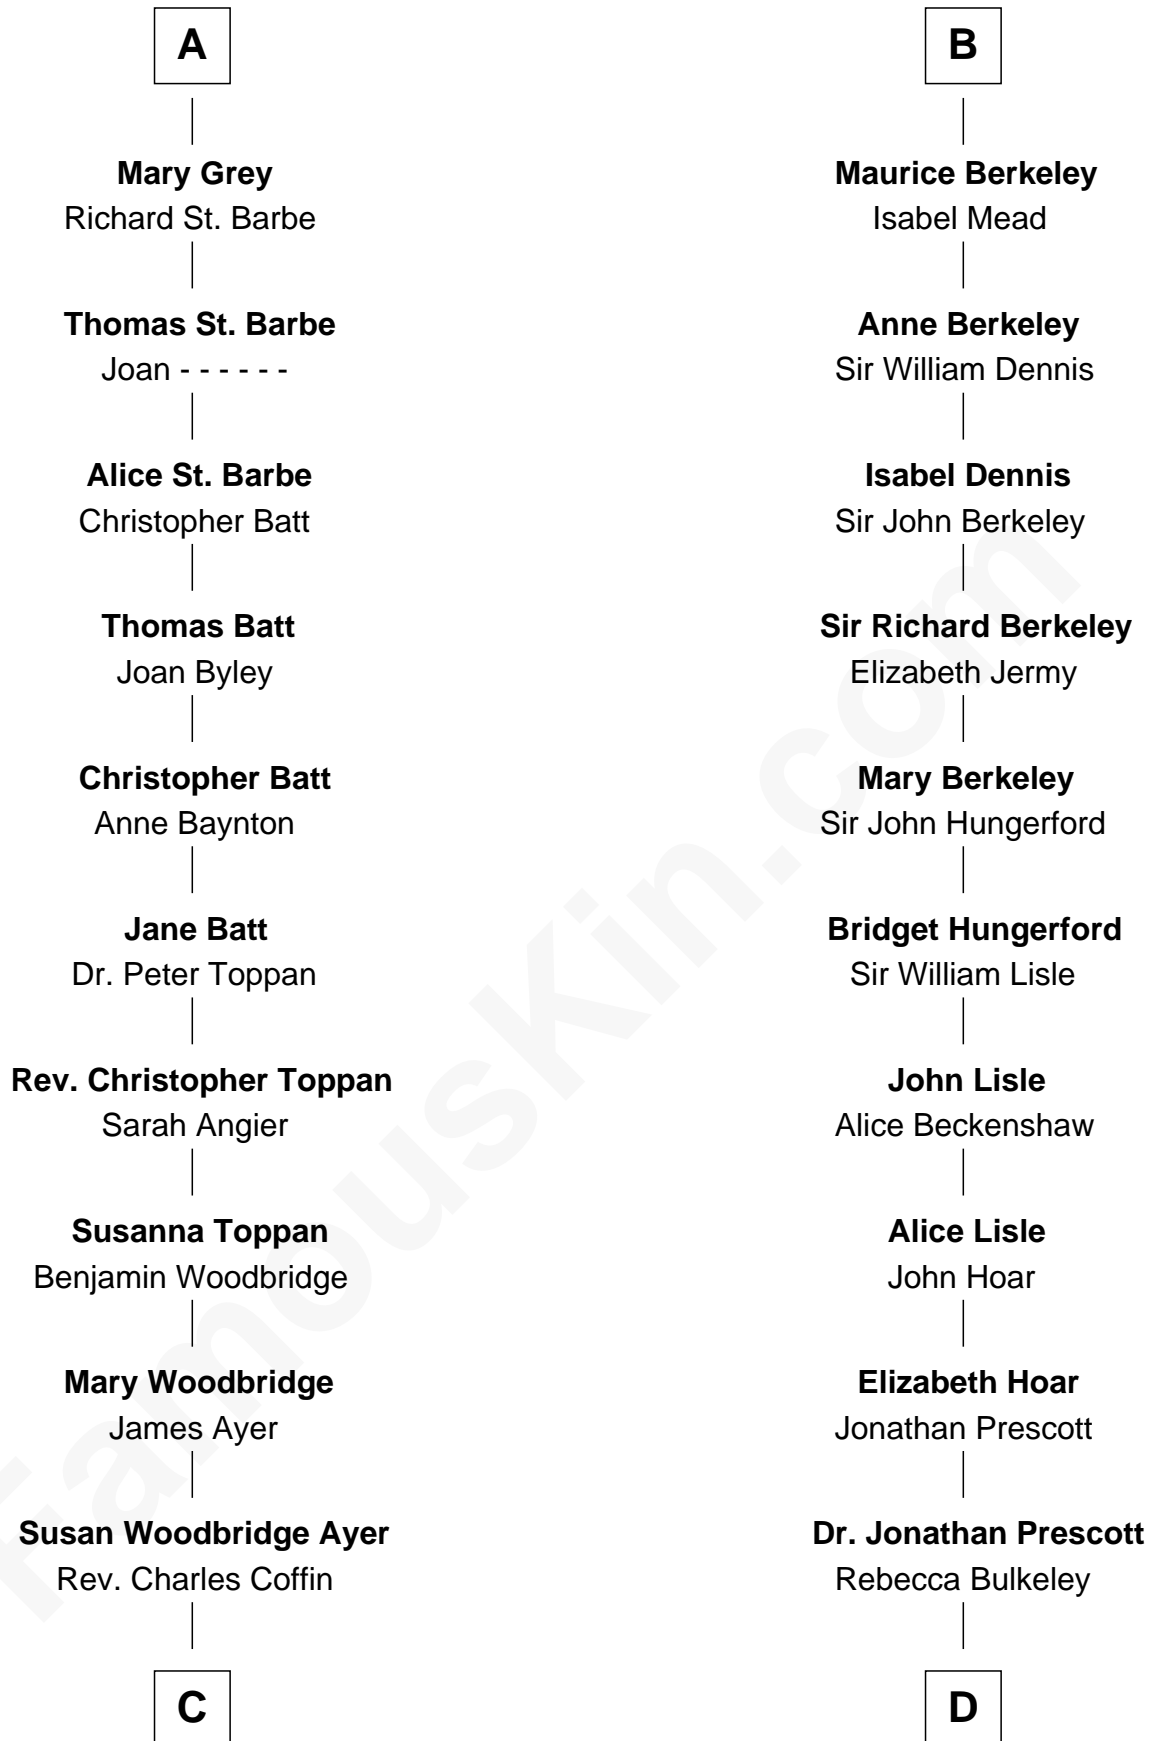 A
Mary Grey
Richard St. Barbe
Thomas St. Barbe
Joan - - - - - -
Alice St. Barbe
Christopher Batt
Thomas Batt
Joan Byley
Christopher Batt
Anne Baynton
Jane Batt
Dr. Peter Toppan
Rev. Christopher Toppan
Sarah Angier
Susanna Toppan
Benjamin Woodbridge
Mary Woodbridge
James Ayer
Susan Woodbridge Ayer
Rev. Charles Coffin
C
B
Maurice Berkeley
Isabel Mead
Anne Berkeley
Sir William Dennis
Isabel Dennis
Sir John Berkeley
Sir Richard Berkeley
Elizabeth Jermy
Mary Berkeley
Sir John Hungerford
Bridget Hungerford
Sir William Lisle
John Lisle
Alice Beckenshaw
Alice Lisle
John Hoar
Elizabeth Hoar
Jonathan Prescott
Dr. Jonathan Prescott
Rebecca Bulkeley
D
FamousKin.com